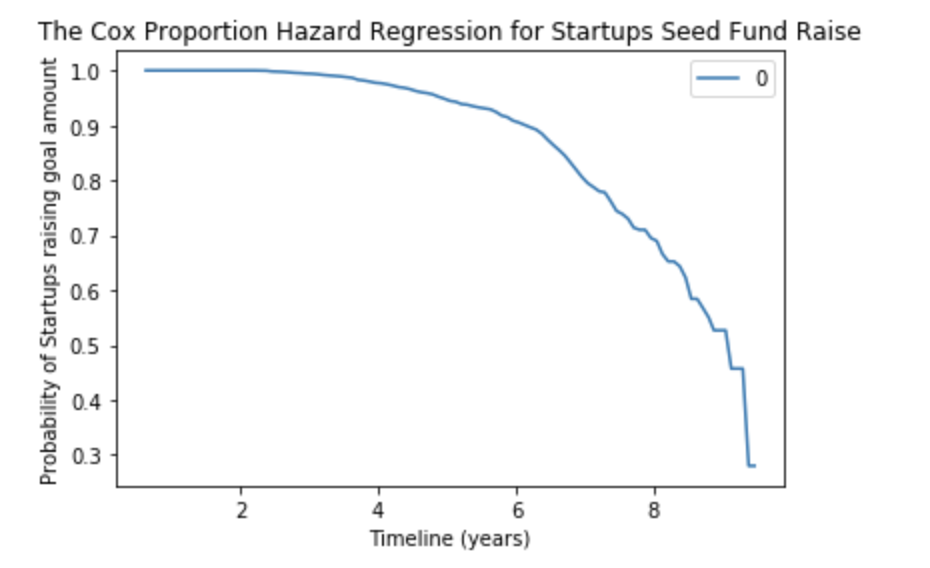 The Cox Proportion Hazard Regression for Startups Seed Fund Raise
0
Probability of Startups raising goal amount
1.0
0.9
0.8
0.7
0.6
0.5
0.4
0.3
2 4 6 8
Timeline (years)